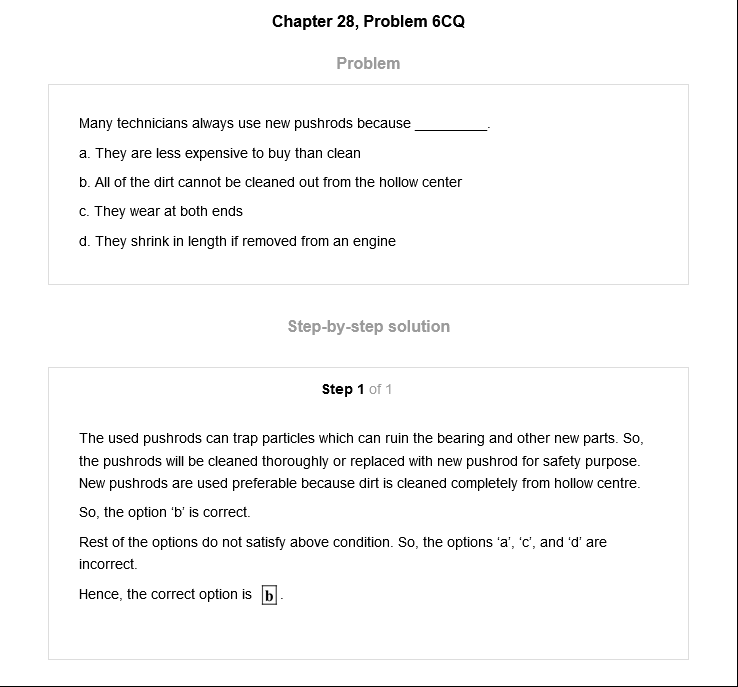 Chapter 28, Problem 6CQ
Problem
Many technicians always use new pushrods because _________.
a. They are less expensive to buy than clean
b. All of the dirt cannot be cleaned out from the hollow center
c. They wear at both ends
d. They shrink in length if removed from an engine
Step-by-step solution
Step 1 of 1
The used pushrods can trap particles which can ruin the bearing and other new parts. So,
the pushrods will be cleaned thoroughly or replaced with new pushrod for safety purpose.
New pushrods are used preferable because dirt is cleaned completely from hollow centre.
So, the option ‘b’ is correct.
Rest of the options do not satisfy above condition. So, the options ‘a’, ‘c’, and ‘d’ are
incorrect.
Hence, the correct option is b.